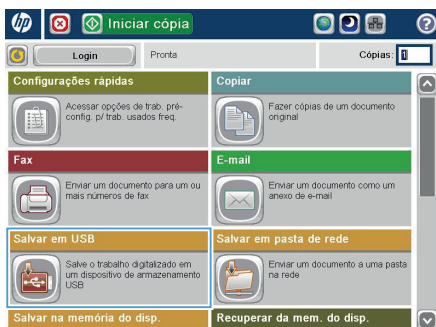 hp
Iniciar cópia
?
Login
Pronta
Cópias: 1
Configurações rápidas
Acessar opções de trab. pré-
config. p/ trab. usados freq.
Copiar
Fazer cópias de um documento
original
Fax
Enviar um documento para um ou
mais números de fax
E-mail
Enviar um documento como um
anexo de e-mail
Salvar em USB
Salve o trabalho digitalizado em
um dispositivo de armazenamento
USB
Salvar em pasta de rede
Enviar um documento a uma pasta
na rede
Salvar na memória do disp.
Recuperar da mem. do disp.